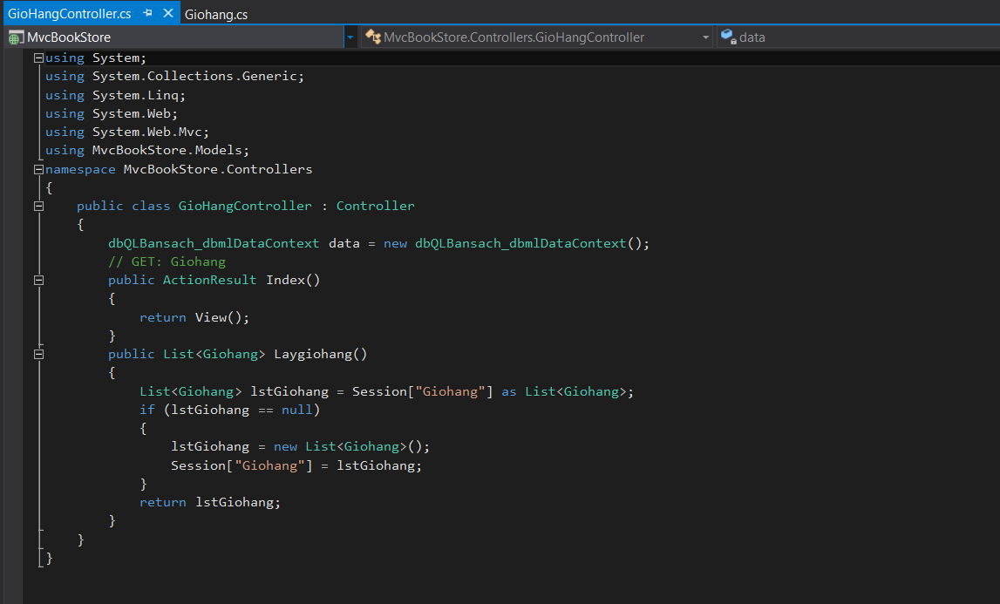 GioHangController.cs Giohang.cs
MvcBookStore MvcBookStore.Controllers.GioHangController data
using System;
using System.Collections.Generic;
using System.Linq;
using System.Web;
using System.Web.Mvc;
using MvcBookStore.Models;
namespace MvcBookStore.Controllers
{
    public class GioHangController : Controller
    {
        dbQLBansach_dbmlDataContext data = new dbQLBansach_dbmlDataContext();
        // GET: Giohang
        public ActionResult Index()
        {
            return View();
        }
        public List<Giohang> Laygiohang()
        {
            List<Giohang> lstGiohang = Session["Giohang"] as List<Giohang>;
            if (lstGiohang == null)
            {
                lstGiohang = new List<Giohang>();
                Session["Giohang"] = lstGiohang;
            }
            return lstGiohang;
        }
    }
}